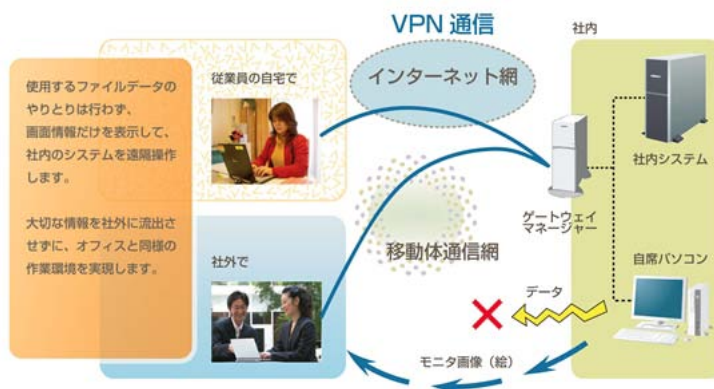 VPN 通信
社内
従業員の自宅で
インターネット網
使用するファイルデータの
やりとりは行わず、
画面情報だけを表示して、
社内のシステムを遠隔操作
します。
大切な情報を社外に流出さ
せずに、オフィスと同様の
作業環境を実現します。
社内システム
ゲートウェイ
マネージャー
移動体通信網
社外で
自席パソコン
データ
モニタ画像（絵）